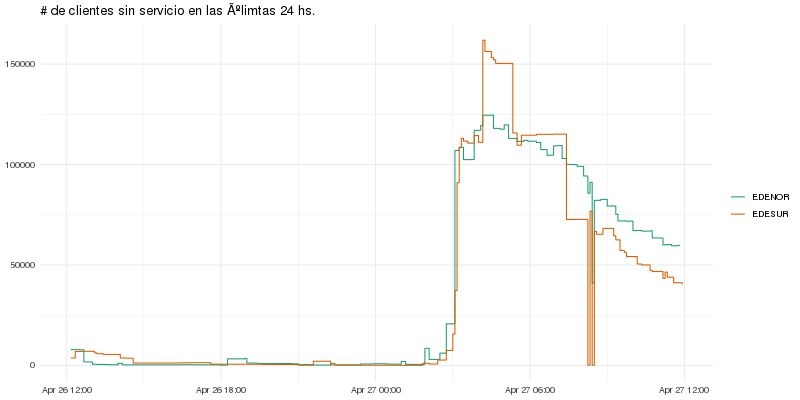 # de clientes sin servicio en las Ãºlimtas 24 hs.
150000
100000
50000
0
Apr 26 12:00
Apr 26 18:00
Apr 27 00:00
Apr 27 06:00
Apr 27 12:00
EDENOR
EDESUR